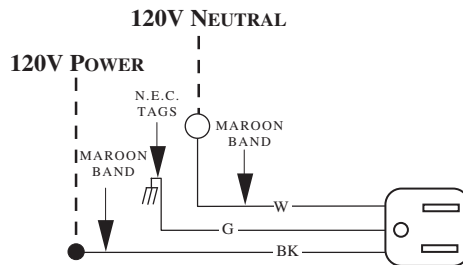 120V NEUTRAL
120V POWER
N.E.C.
TAGS
MAROON
BAND
MAROON
BAND
W
G
BK